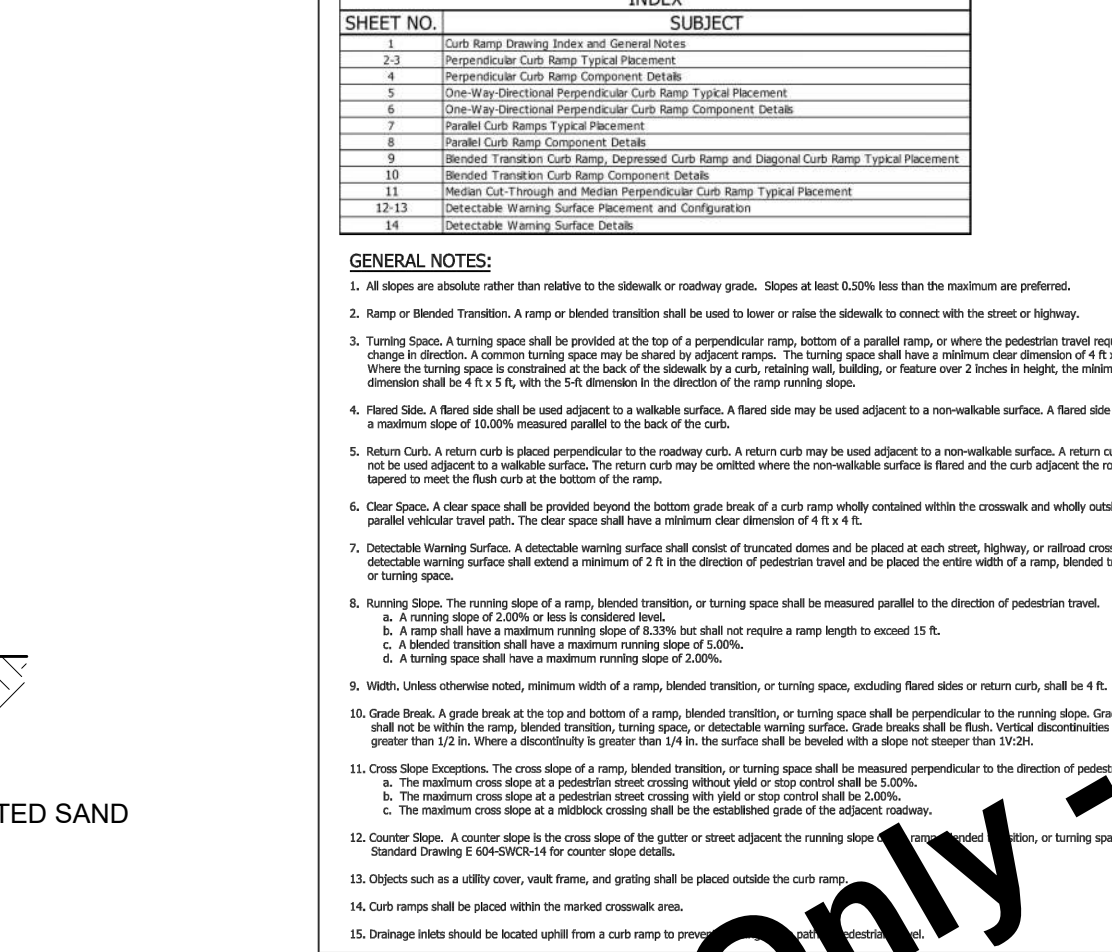 INDEX
SHEET NO. SUBJECT
1 Curb Ramp Drawing Index and General Notes
2-3 Perpendicular Curb Ramp Typical Placement
4 Perpendicular Curb Ramp Component Details
5 One-Way-Directional Perpendicular Curb Ramp Typical Placement
6 One-Way-Directional Perpendicular Curb Ramp Component Details
7 Parallel Curb Ramps Typical Placement
8 Parallel Curb Ramp Component Details
9 Blended Transition Curb Ramp, Depressed Curb Ramp and Diagonal Curb Ramp Typical Placement
10 Blended Transition Curb Ramp Component Details
11 Median Cut-Through and Median Perpendicular Curb Ramp Typical Placement
12-13 Detectable Warning Surface Placement and Configuration
14 Detectable Warning Surface Details
GENERAL NOTES:
1. All slopes are absolute rather than relative to the sidewalk or roadway grade. Slopes at least 0.50% less than the maximum are preferred.
2. Ramp or Blended Transition. A ramp or blended transition shall be used to lower or raise the sidewalk to connect with the street or highway.
3. Turning Space. A turning space shall be provided at the top of a perpendicular ramp, bottom of a parallel ramp, or where the pedestrian travel requ
change in direction. A common turning space may be shared by adjacent ramps. The turning space shall have a minimum clear dimension of 4 ft x
Where the turning space is constrained at the back of the sidewalk by a curb, retaining wall, building, or feature over 2 inches in height, the minim
dimension shall be 4 ft x 5 ft, with the 5-ft dimension in the direction of the ramp running slope.
4. Flared Side. A flared side shall be used adjacent to a walkable surface. A flared side may be used adjacent to a non-walkable surface. A flared side
a maximum slope of 10.00% measured parallel to the back of the curb.
5. Return Curb. A return curb is placed perpendicular to the roadway curb. A return curb may be used adjacent to a non-walkable surface. A return cu
not be used adjacent to a walkable surface. The return curb may be omitted where the non-walkable surface is flared and the curb adjacent the ro
tapered to meet the flush curb at the bottom of the ramp.
6. Clear Space. A clear space shall be provided beyond the bottom grade break of a curb ramp wholly contained within the crosswalk and wholly outsi
parallel vehicular travel path. The clear space shall have a minimum clear dimension of 4 ft x 4 ft.
7. Detectable Warning Surface. A detectable warning surface shall consist of truncated domes and be placed at each street, highway, or railroad cross
detectable warning surface shall extend a minimum of 2 ft in the direction of pedestrian travel and be placed the entire width of a ramp, blended tr
or turning space.
8. Running Slope. The running slope of a ramp, blended transition, or turning space shall be measured parallel to the direction of pedestrian travel.
a. A running slope of 2.00% or less is considered level.
b. A ramp shall have a maximum running slope of 8.33% but shall not require a ramp length to exceed 15 ft.
c. A blended transition shall have a maximum running slope of 5.00%.
d. A turning space shall have a maximum running slope of 2.00%.
9. Width. Unless otherwise noted, minimum width of a ramp, blended transition, or turning space, excluding flared sides or return curb, shall be 4 ft.
10. Grade Break. A grade break at the top and bottom of a ramp, blended transition, or turning space shall be perpendicular to the running slope. Gra
shall not be within the ramp, blended transition, turning space, or detectable warning surface. Grade breaks shall be flush. Vertical discontinuities
greater than 1/2 in. Where a discontinuity is greater than 1/4 in. the surface shall be beveled with a slope not steeper than 1V:2H.
11. Cross Slope Exceptions. The cross slope of a ramp, blended transition, or turning space shall be measured perpendicular to the direction of pedest
a. The maximum cross slope at a pedestrian street crossing without yield or stop control shall be 5.00%.
b. The maximum cross slope at a pedestrian street crossing with yield or stop control shall be 2.00%.
c. The maximum cross slope at a midblock crossing shall be the established grade of the adjacent roadway.
TED SAND
12. Counter Slope. A counter slope is the cross slope of the gutter or street adjacent the running slope ramp or turning spa
Standard Drawing E 604-SWCR-14 for counter slope details.
13. Objects such as a utility cover, vault frame, and grating shall be placed outside the curb ramp.
14. Curb ramps shall be placed within the marked crosswalk area.
15. Drainage inlets should be located uphill from a curb ramp to
Only -